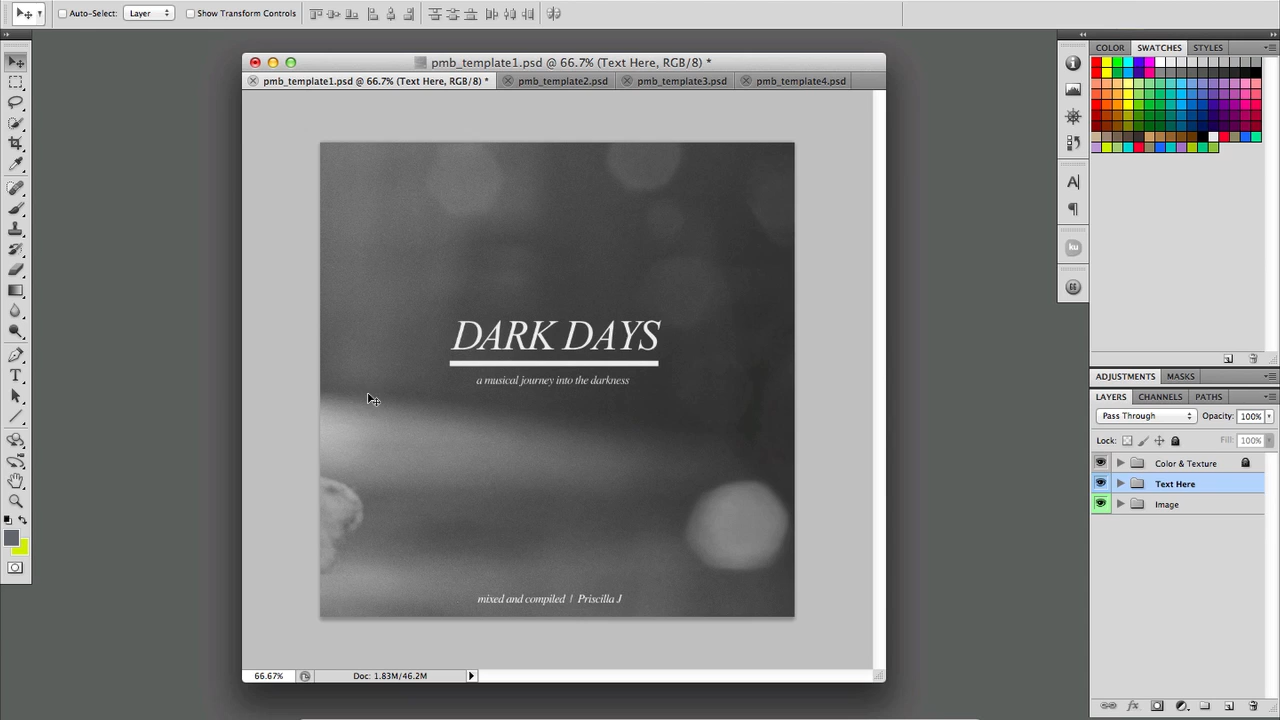 Auto-Select:
Layer
Show Transform Controls
pmb_template1.psd @ 66.7% (Text Here, RGB/8) *
pmb_template1.psd @ 66.7% (Text Here, RGB/8) *
pmb_template2.psd
pmb_template3.psd
pmb_template4.psd
DARK DAYS
a musical journey into the darkness
mixed and compiled | Priscilla J
66.67%
Doc: 1.83M/46.2M
COLOR
SWATCHES
STYLES
ku
ADJUSTMENTS
MASKS
LAYERS
CHANNELS
PATHS
Pass Through
Opacity:
100%
Lock:
Fill:
100%
Color & Texture
Text Here
Image